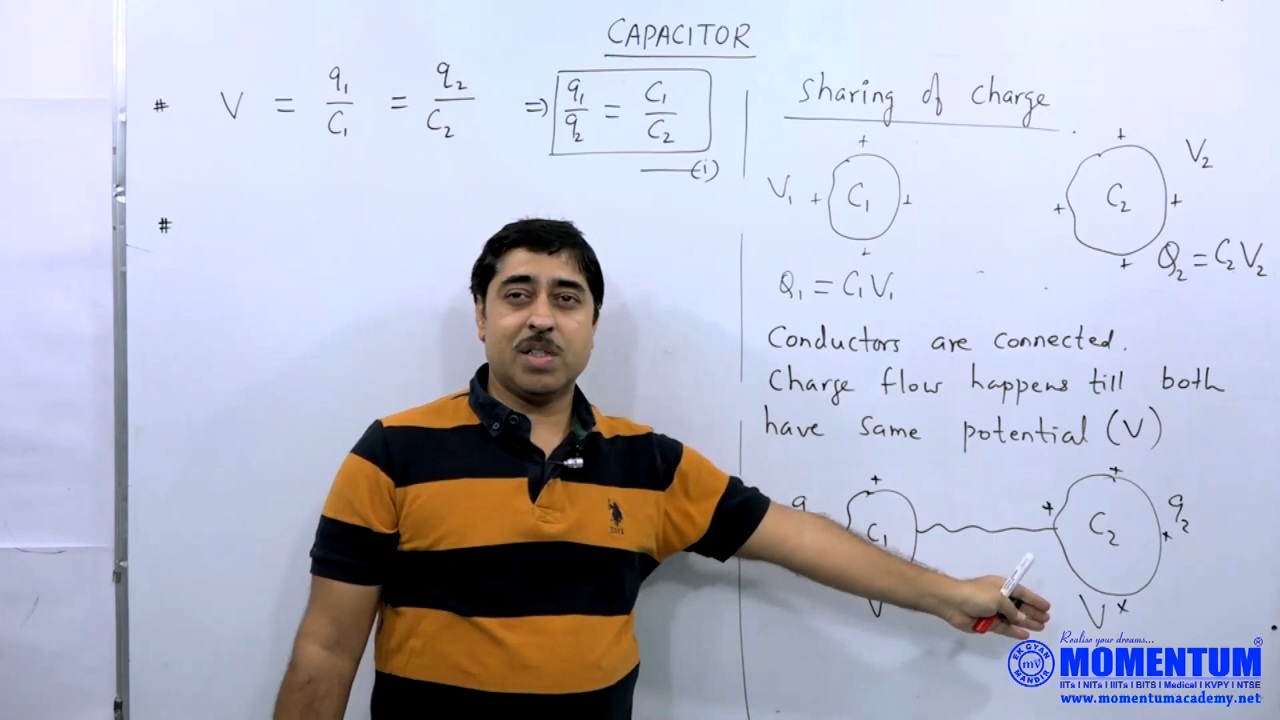 CAPACITOR
# V = q₁/C₁ = q₂/C₂ ⇒ q₁/q₂ = C₁/C₂
(i)
#
Sharing of charge
V₁ + + C₁ + +
+ V₂ + C₂ + +
Q₁ = C₁V₁
Q₂ = C₂V₂
Conductors are connected.
Charge flow happens till both
have same potential (V)
q + C₁ + + C₂ q₂
V V
Realise your dreams...
EK GYAN MANDIR
mv
MOMENTUM®
IITs I NITs I IIITs I BITS I Medical I KVPY I NTSE
www.momentumacademy.net